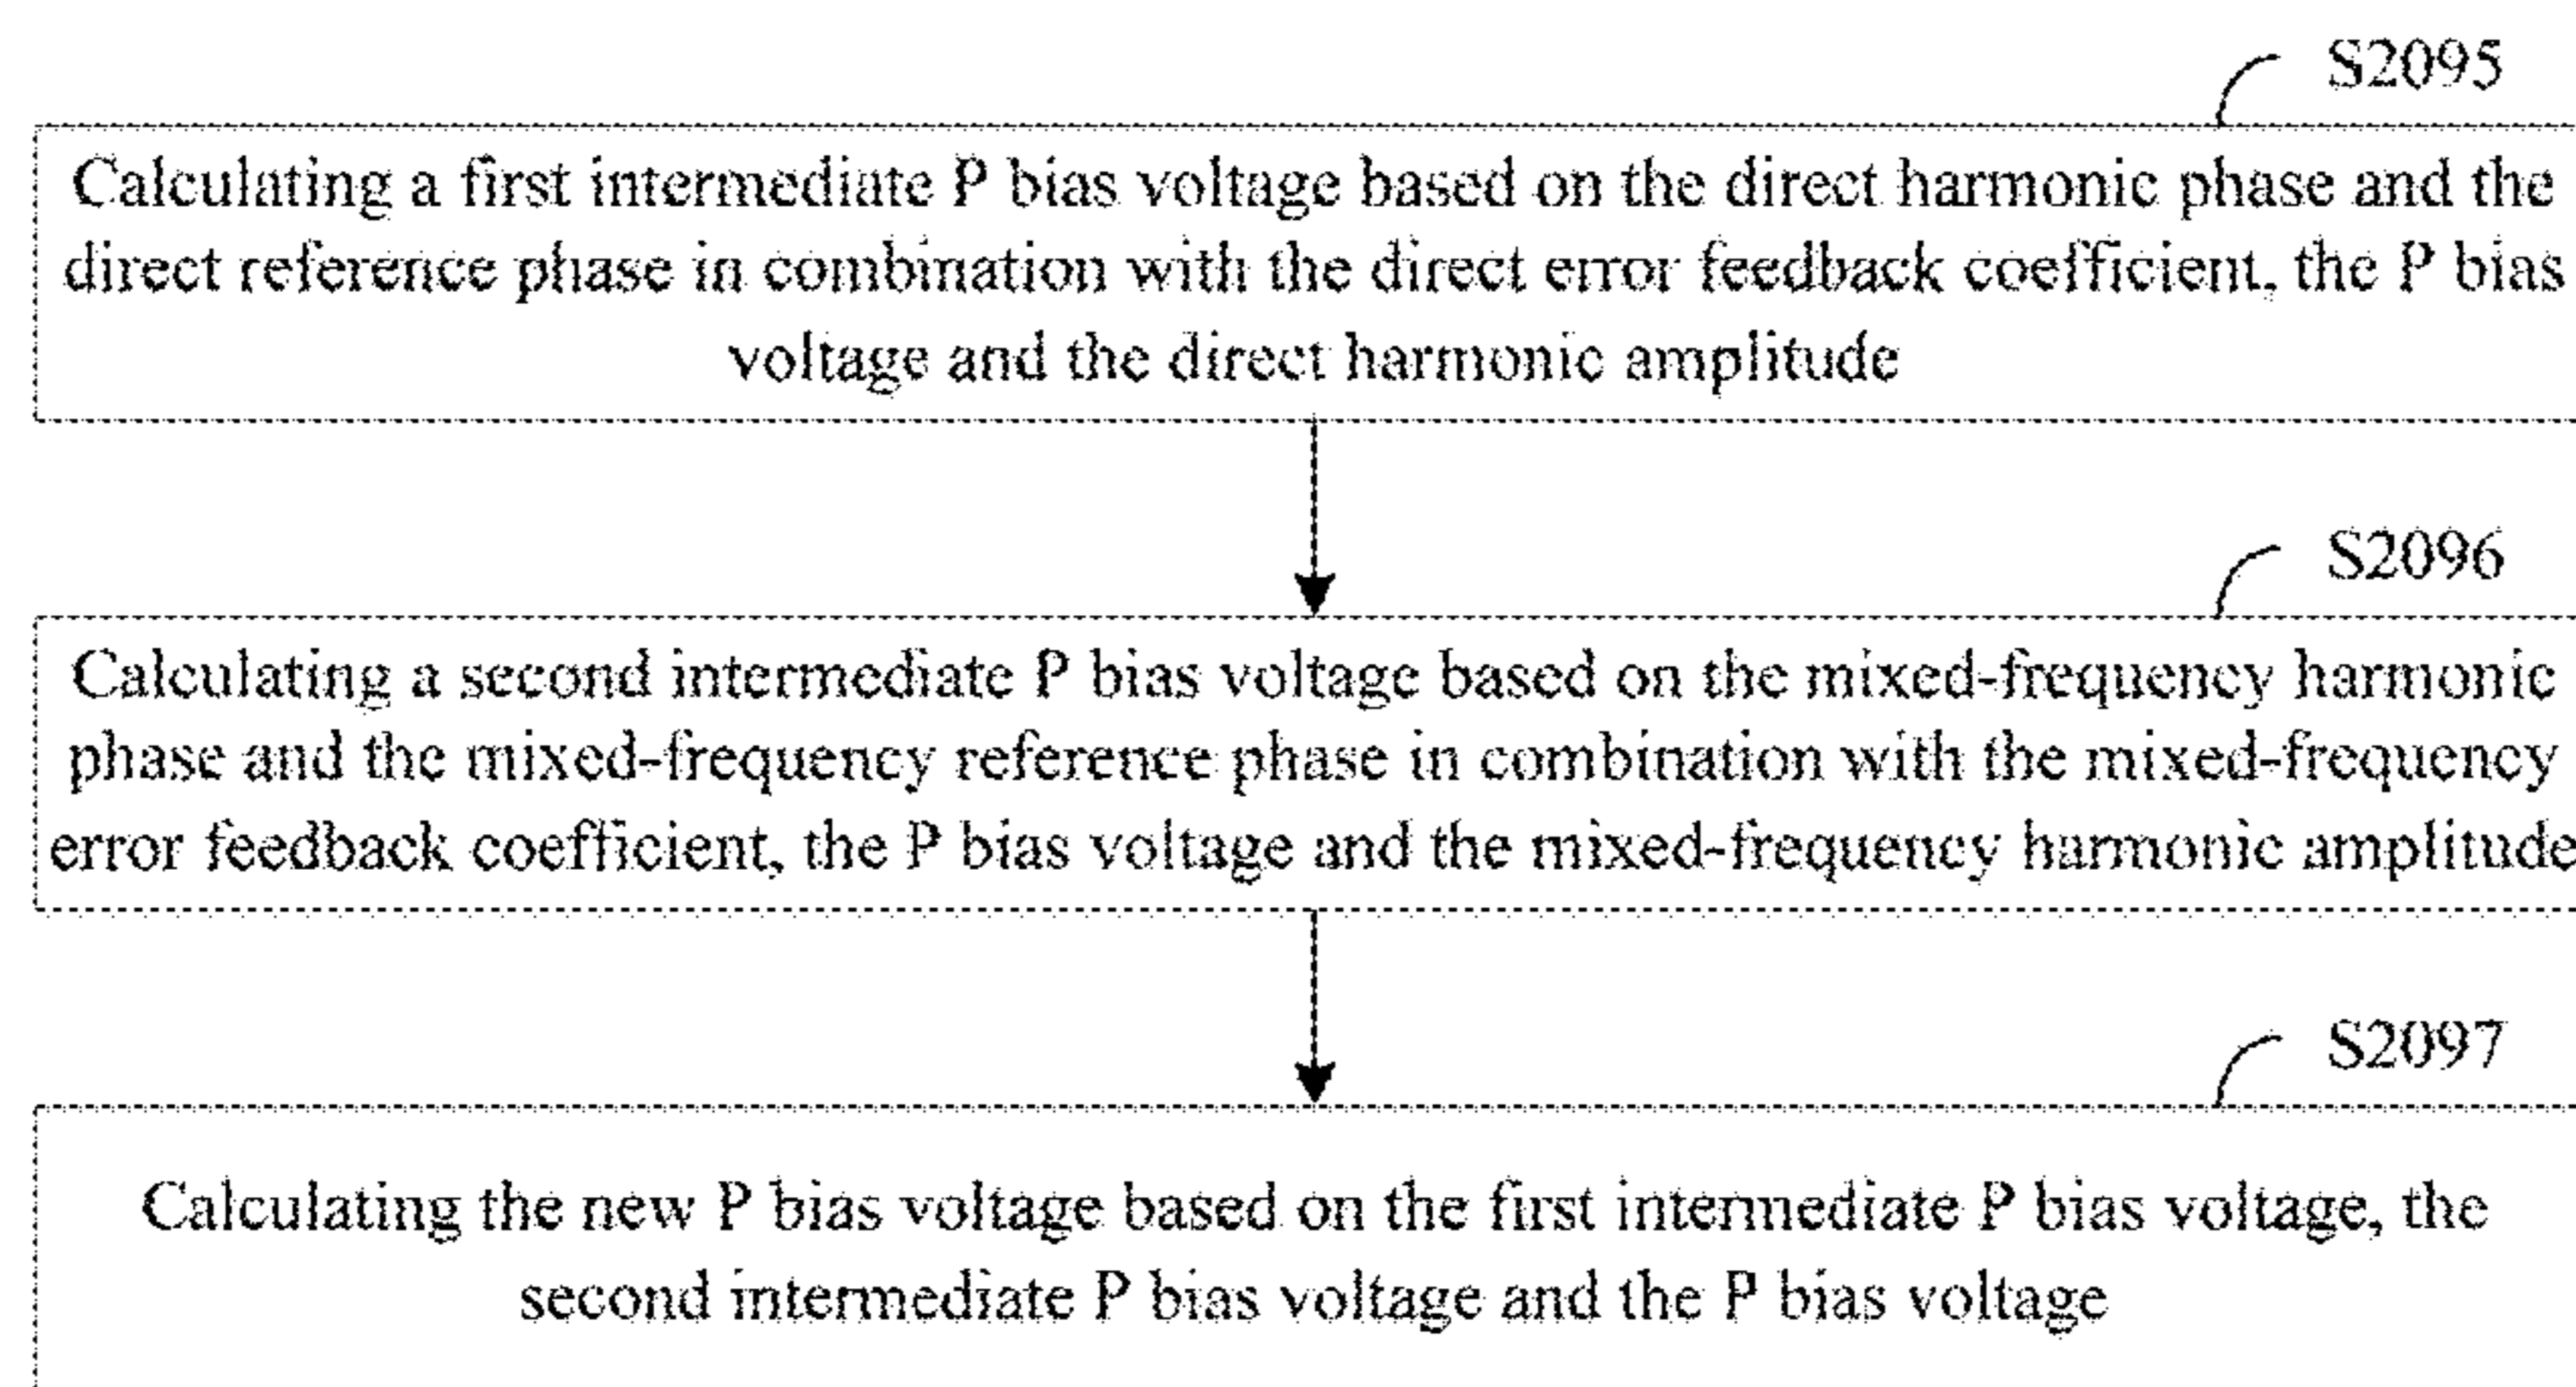 S2095
Calculating a first intermediate P bias voltage based on the direct harmonic phase and the
direct reference phase in combination with the direct error feedback coefficient, the P bias
voltage and the direct harmonic amplitude
S2096
Calculating a second intermediate P bias voltage based on the mixed-frequency harmonic
phase and the mixed-frequency reference phase in combination with the mixed-frequency
error feedback coefficient, the P bias voltage and the mixed-frequency harmonic amplitude
S2097
Calculating the new P bias voltage based on the first intermediate P bias voltage, the
second intermediate P bias voltage and the P bias voltage